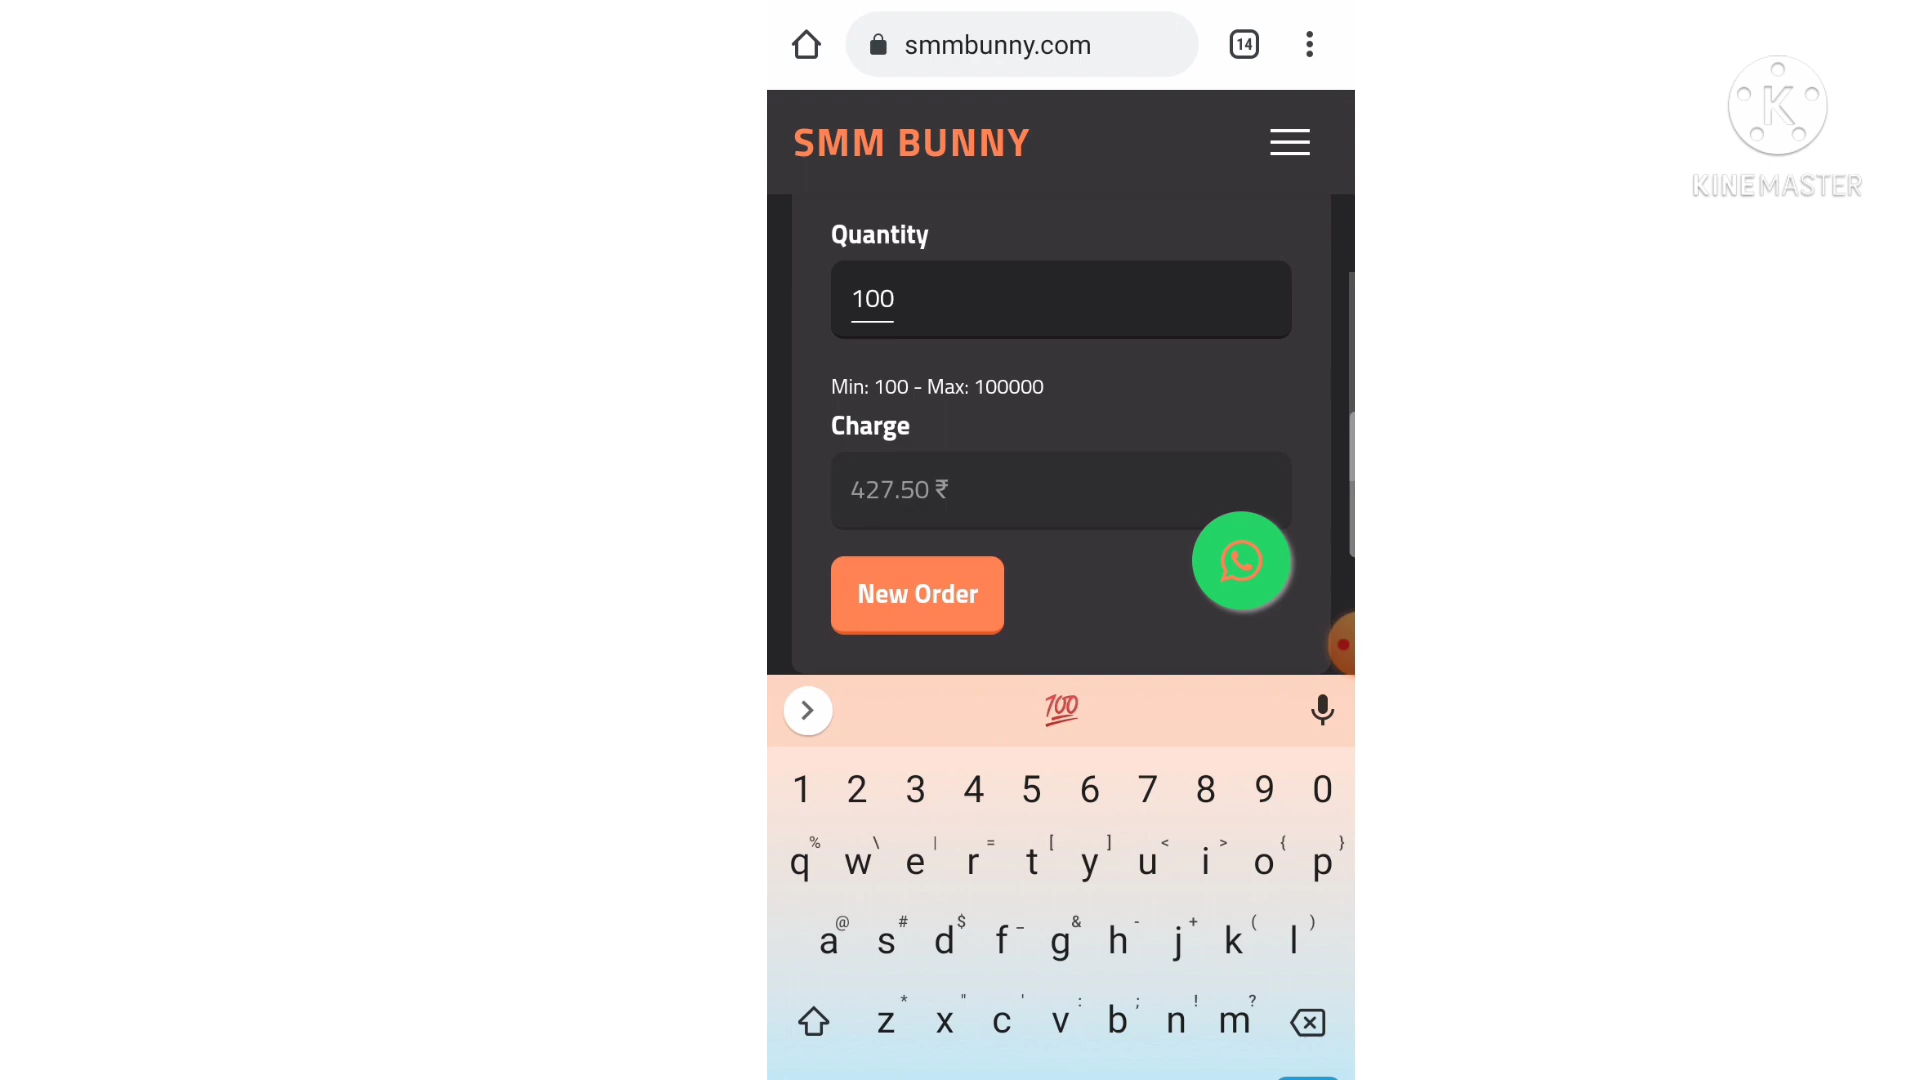 smmbunny.com
14
K
KINEMASTER
SMM BUNNY
Quantity
100
Min: 100 - Max: 100000
Charge
427.50 ₹
New Order
💯
1 2 3 4 5 6 7 8 9 0
% \ | = [ ] < > { }
q w e r t y u i o p
@ # $ _ & - + ( )
a s d f g h j k l
* " ' : ; ! ?
z x c v b n m